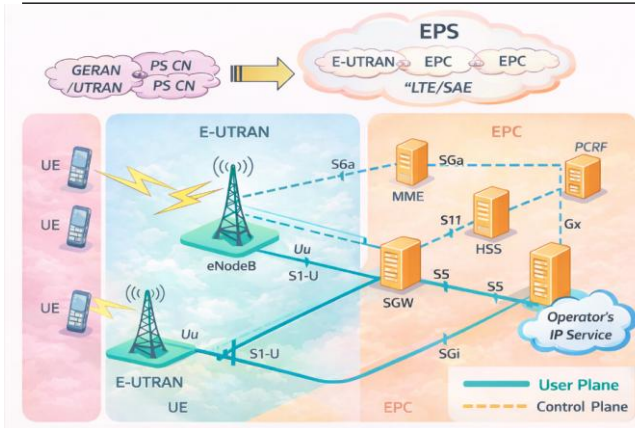 EPS
GERAN
/UTRAN
PS CN
PS CN
E-UTRAN
EPC
EPC
"LTE/SAE
E-UTRAN
EPC
UE
UE
UE
S6a
SGa
PCRF
MME
S11
HSS
Gx
eNodeB
Uu
S1-U
SGW
S5
S5
Operator's
IP Service
Uu
S1-U
SGi
E-UTRAN
UE
EPC
User Plane
Control Plane